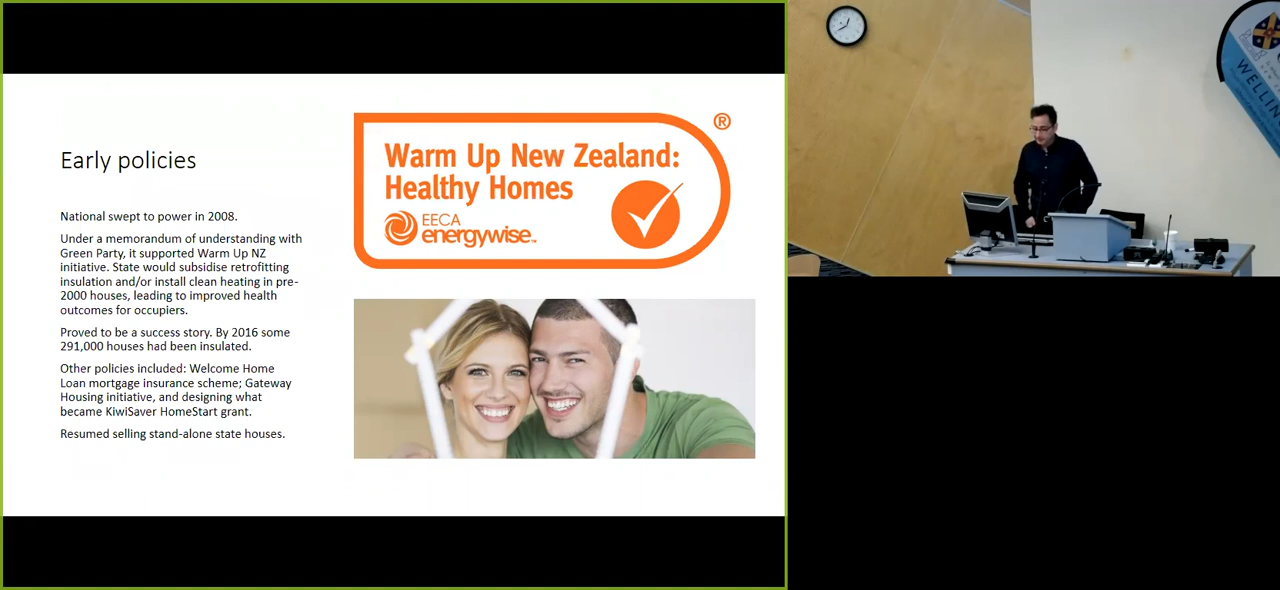 Early policies
National swept to power in 2008.
Under a memorandum of understanding with
Green Party, it supported Warm Up NZ
initiative. State would subsidise retrofitting
insulation and/or install clean heating in pre-
2000 houses, leading to improved health
outcomes for occupiers.
Proved to be a success story. By 2016 some
291,000 houses had been insulated.
Other policies included: Welcome Home
Loan mortgage insurance scheme; Gateway
Housing initiative, and designing what
became KiwiSaver HomeStart grant.
Resumed selling stand-alone state houses.
®
Warm Up New Zealand:
Healthy Homes
EECA
energywise™
WELLIN